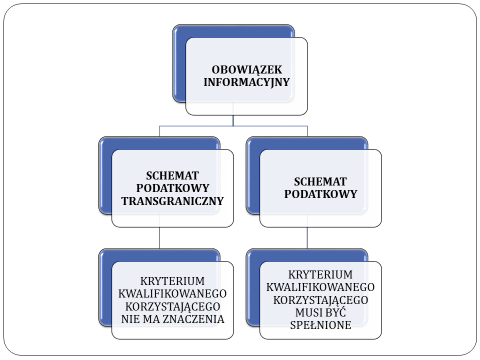 OBOWIĄZEK
INFORMACYJNY
SCHEMAT
PODATKOWY
TRANSGRANICZNY
SCHEMAT
PODATKOWY
KRYTERIUM
KWALIFIKOWANEGO
KORZYSTAJĄCEGO
NIE MA ZNACZENIA
KRYTERIUM
KWALIFIKOWANEGO
KORZYSTAJĄCEGO
MUSI BYĆ
SPEŁNIONE